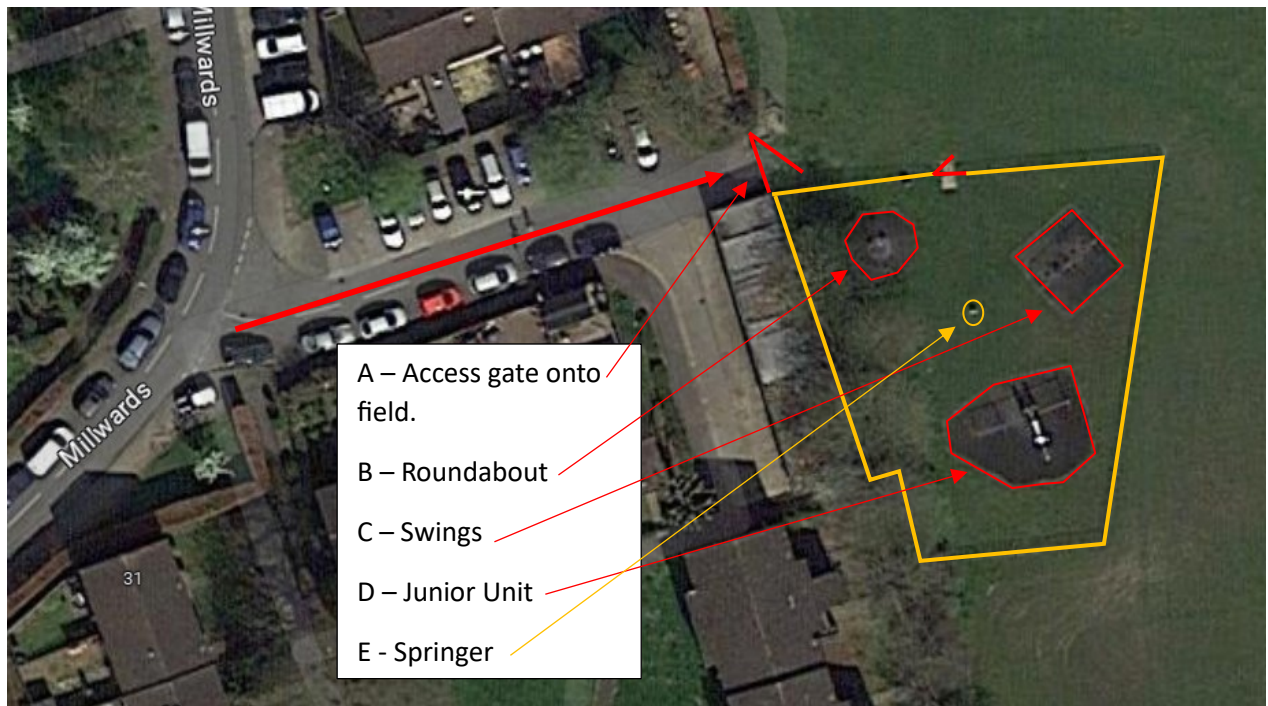 Millwards
Millwards
A – Access gate onto
field.
B – Roundabout
C – Swings
D – Junior Unit
E - Springer
31